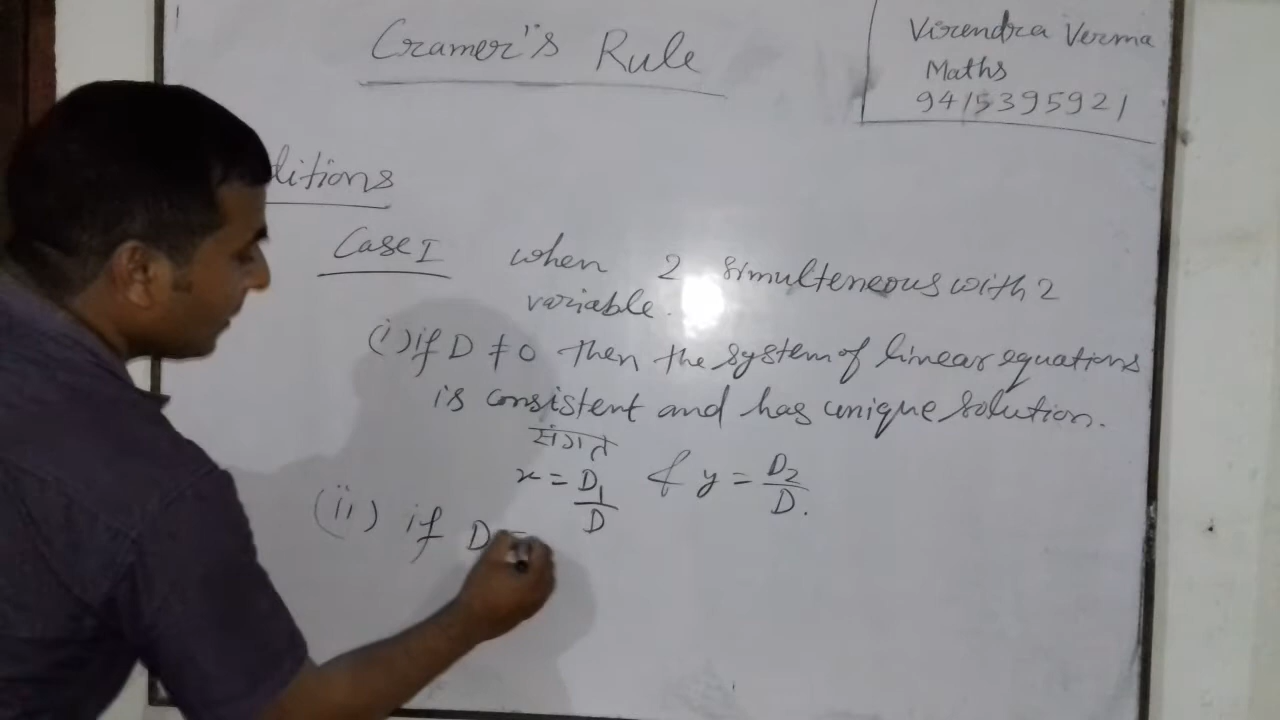 Cramer's Rule
Virendra Verma
Maths
9415395921
ditions
Case I when 2 simulteneous with 2
variable.
(i) if D ≠ 0 then the system of linear equations
is consistent and has unique solution.
संगत
x = D1/D & y = D2/D.
(ii) if D =